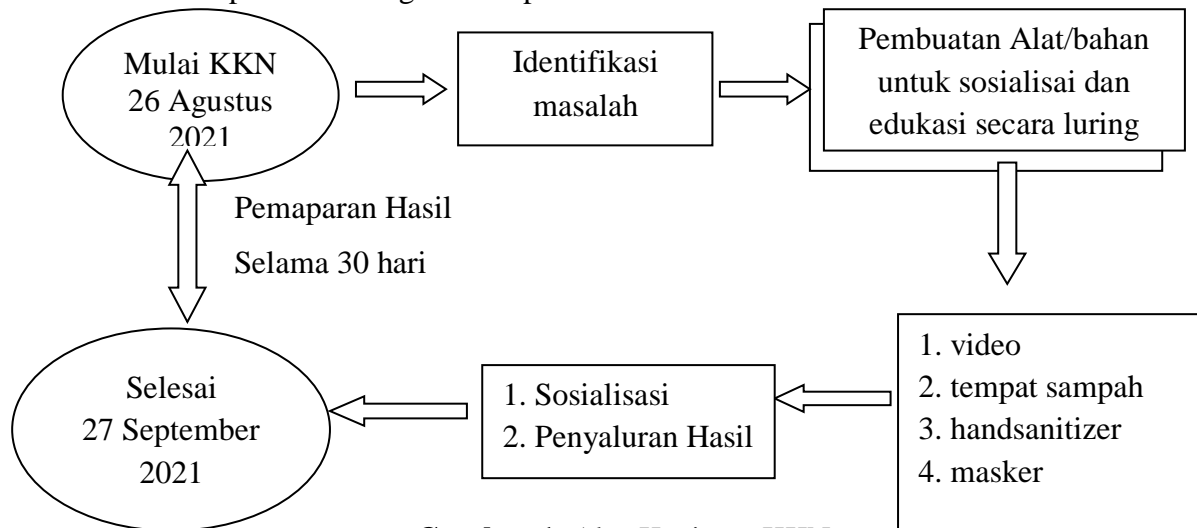 Mulai KKN
26 Agustus
2021
Identifikasi
masalah
Pembuatan Alat/bahan
untuk sosialisai dan
edukasi secara luring
Pemaparan Hasil
Selama 30 hari
1. video
2. tempat sampah
3. handsanitizer
4. masker
1. Sosialisasi
2. Penyaluran Hasil
Selesai
27 September
2021